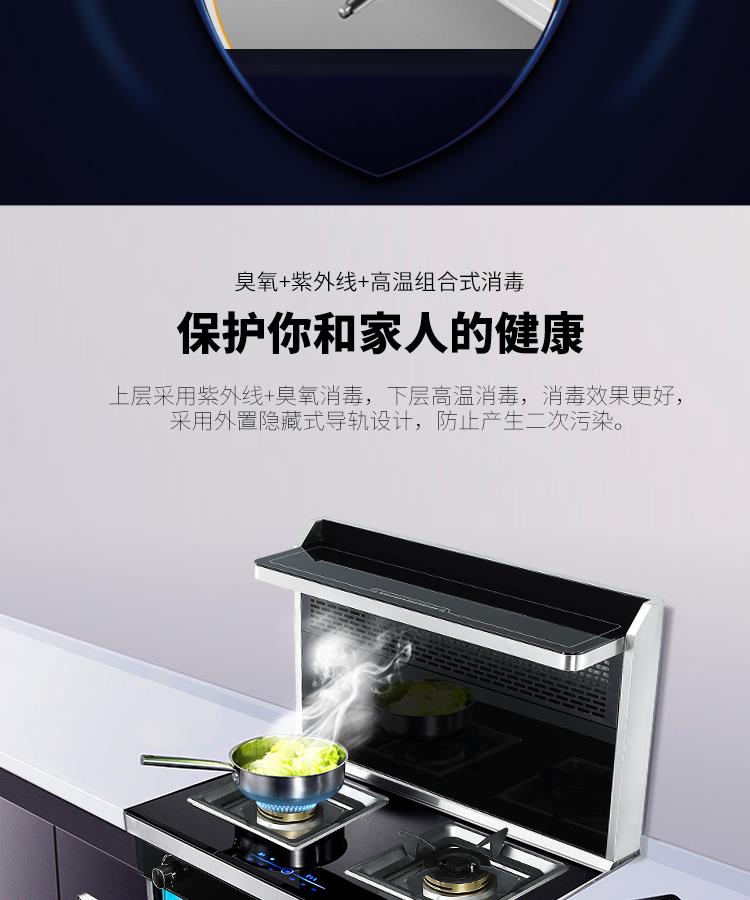 臭氧+紫外线+高温组合式消毒
保护你和家人的健康
上层采用紫外线+臭氧消毒，下层高温消毒，消毒效果更好，
采用外置隐藏式导轨设计，防止产生二次污染。